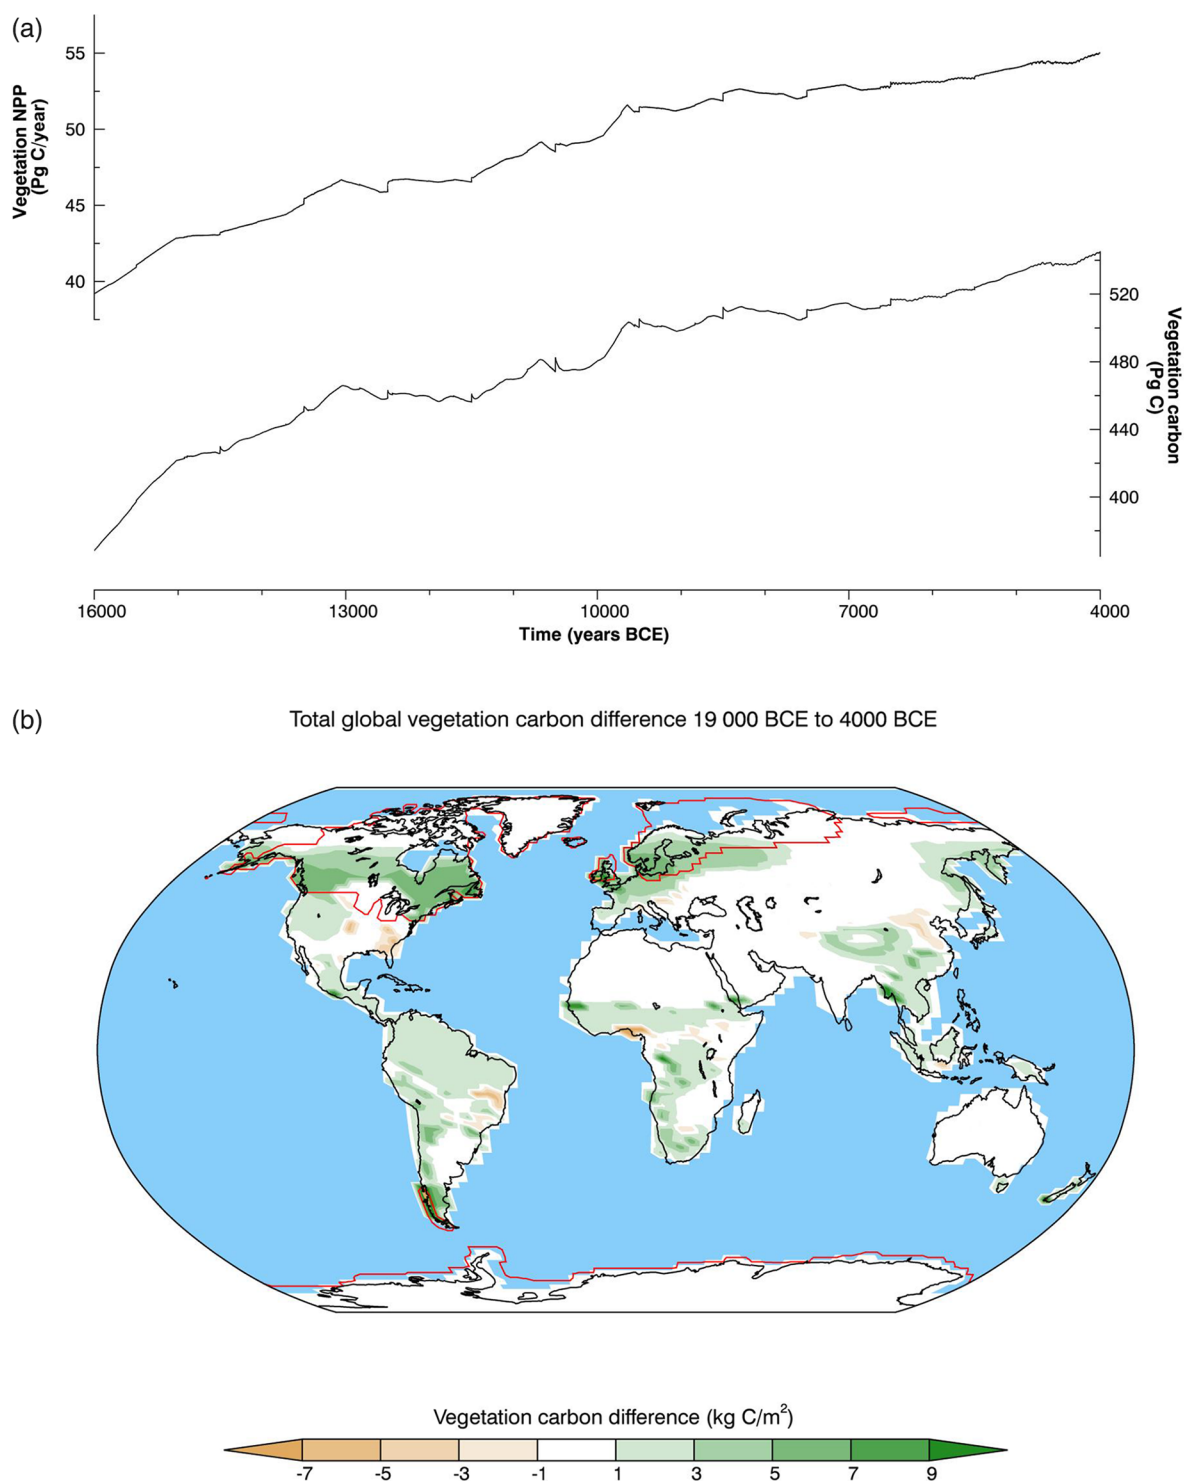 (a)
55
50
45
40
Vegetation NPP
(Pg C/year)
520
480
440
400
Vegetation carbon
(Pg C)
16000 13000 10000 7000 4000
Time (years BCE)
(b)
Total global vegetation carbon difference 19 000 BCE to 4000 BCE
Vegetation carbon difference (kg C/m²)
-7 -5 -3 -1 1 3 5 7 9